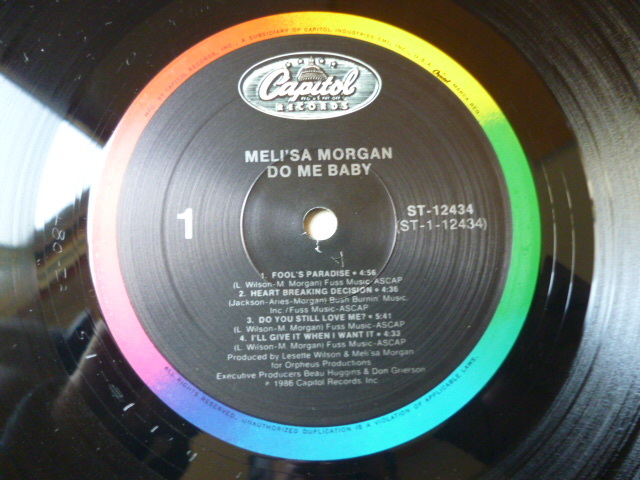 Capitol
RECORDS
MELI'SA MORGAN
DO ME BABY
1
ST-12434
(ST-1-12434)
1. FOOL'S PARADISE • 4:56
(L. Wilson-M. Morgan) Fuss Music-ASCAP
2. HEART BREAKING DECISION • 4:36
(Jackson-Aries-Morgan) Bush Burnin' Music,
Inc./Fuss Music-ASCAP
3. DO YOU STILL LOVE ME? • 5:41
(L. Wilson-M. Morgan) Fuss Music-ASCAP
4. I'LL GIVE IT WHEN I WANT IT • 4:33
(L. Wilson-M. Morgan) Fuss Music-ASCAP
Produced by Lesette Wilson & Meli'sa Morgan
for Orpheus Productions
Executive Producers Beau Huggins & Don Grierson
℗ 1986 Capitol Records, Inc.
ALL RIGHTS RESERVED. UNAUTHORIZED DUPLICATION IS A VIOLATION OF APPLICABLE LAWS.